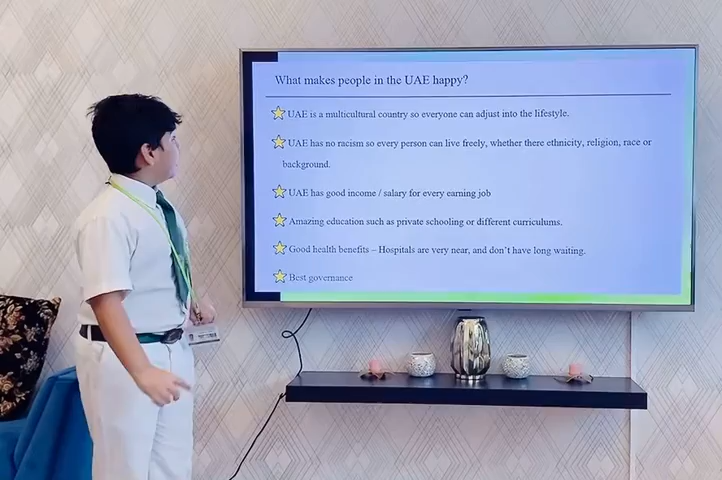 What makes people in the UAE happy?
UAE is a multicultural country so everyone can adjust into the lifestyle.
UAE has no racism so every person can live freely, whether there ethnicity, religion, race or
background.
UAE has good income / salary for every earning job
Amazing education such as private schooling or different curriculums.
Good health benefits – Hospitals are very near, and don't have long waiting.
Best governance